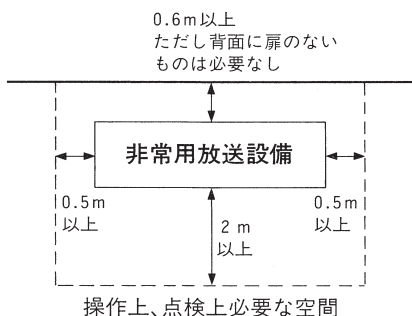 0.6m以上
ただし背面に扉のない
ものは必要なし
非常用放送設備
0.5m
以上
2m
以上
0.5m
以上
操作上、点検上必要な空間